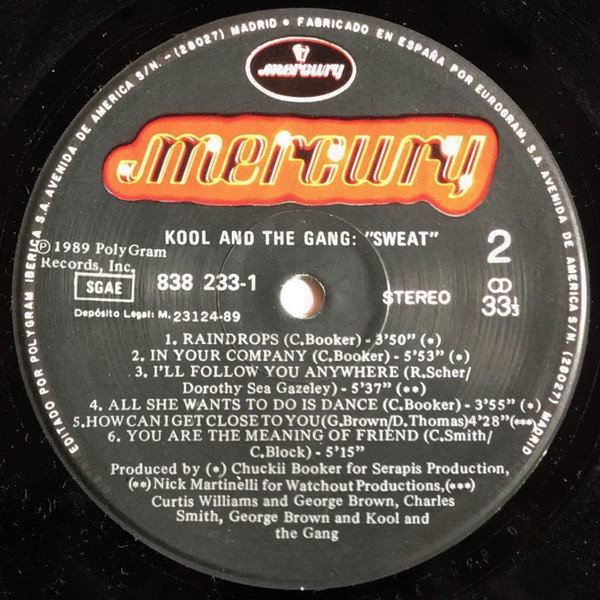 EDITADO POR POLYGRAM IBERICA S.A. AVENIDA DE AMERICA S/N. - (28027) MADRID • FABRICADO EN ESPAÑA POR EUROGRAM, S.A. AVENIDA DE AMERICA S/N. (28027) MADRID
mercury
mercury
KOOL AND THE GANG: "SWEAT"
2
℗ 1989 PolyGram
Records, Inc.
SGAE
838 233-1
STEREO
33⅓
Depósito Legal: M. 23124-89
1. RAINDROPS (C.Booker) - 3'50" (*)
2. IN YOUR COMPANY (C.Booker) - 5'53" (*)
3. I'LL FOLLOW YOU ANYWHERE (R.Scher/
Dorothy Sea Gazeley) - 5'37" (**)
4. ALL SHE WANTS TO DO IS DANCE (C.Booker) - 3'55" (*)
5. HOW CAN I GET CLOSE TO YOU (G.Brown/D.Thomas) 4'28" (***)
6. YOU ARE THE MEANING OF FRIEND (C.Smith/
C.Block) - 5'15"
Produced by (*) Chuckii Booker for Serapis Production,
(**) Nick Martinelli for Watchout Productions, (***)
Curtis Williams and George Brown, Charles
Smith, George Brown and Kool and
the Gang